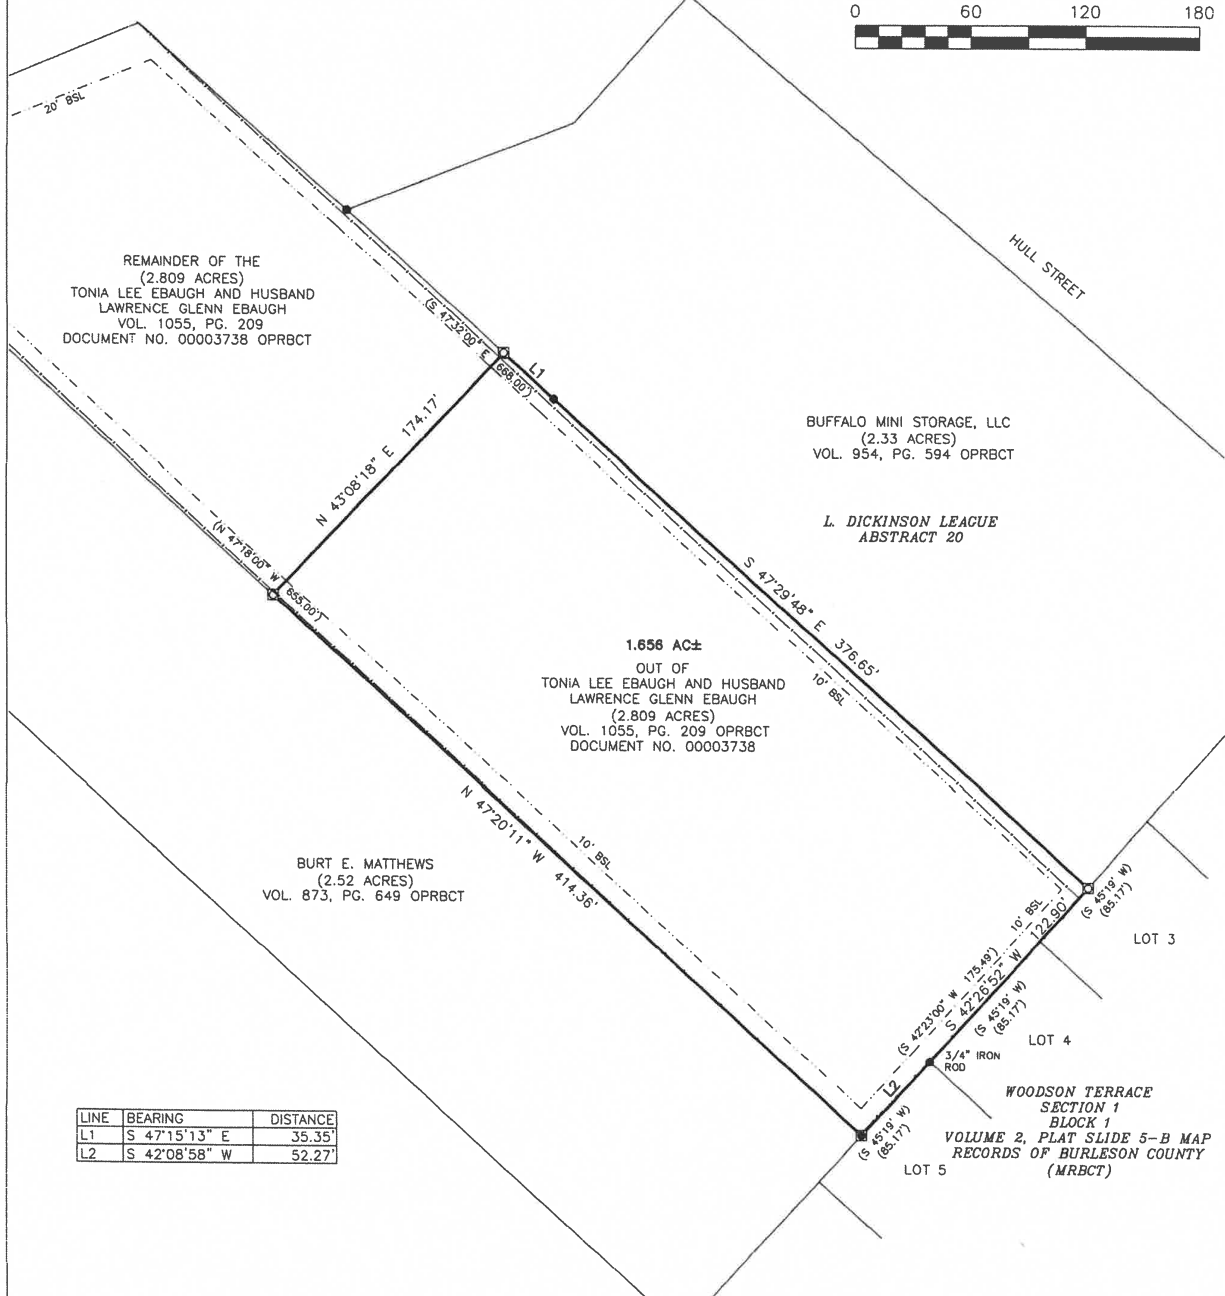 0 60 120 180
20' BSL
HULL STREET
REMAINDER OF THE
(2.809 ACRES)
TONIA LEE EBAUGH AND HUSBAND
LAWRENCE GLENN EBAUGH
VOL. 1055, PG. 209
DOCUMENT NO. 00003738 OPRBCT
(S 47°32'00" E 668.00')
L1
N 43°08'18" E 174.17'
BUFFALO MINI STORAGE, LLC
(2.33 ACRES)
VOL. 954, PG. 594 OPRBCT
L. DICKINSON LEAGUE
ABSTRACT 20
(N 47°18'00" W 655.00')
S 47°29'48" E 376.65'
10' BSL
1.656 AC±
OUT OF
TONIA LEE EBAUGH AND HUSBAND
LAWRENCE GLENN EBAUGH
(2.809 ACRES)
VOL. 1055, PG. 209 OPRBCT
DOCUMENT NO. 00003738
N 47°20'11" W 414.36'
10' BSL
BURT E. MATTHEWS
(2.52 ACRES)
VOL. 873, PG. 649 OPRBCT
10' BSL
(S 45°19' W)
(85.17')
LOT 3
(S 42°23'00" W 175.49')
S 42°26'52" W 122.90'
(S 45°19' W)
(85.17')
LOT 4
3/4" IRON
ROD
L2
(S 45°19' W)
(85.17')
LOT 5
WOODSON TERRACE
SECTION 1
BLOCK 1
VOLUME 2, PLAT SLIDE 5-B MAP
RECORDS OF BURLESON COUNTY
(MRBCT)
LINE BEARING DISTANCE
L1 S 47°15'13" E 35.35'
L2 S 42°08'58" W 52.27'